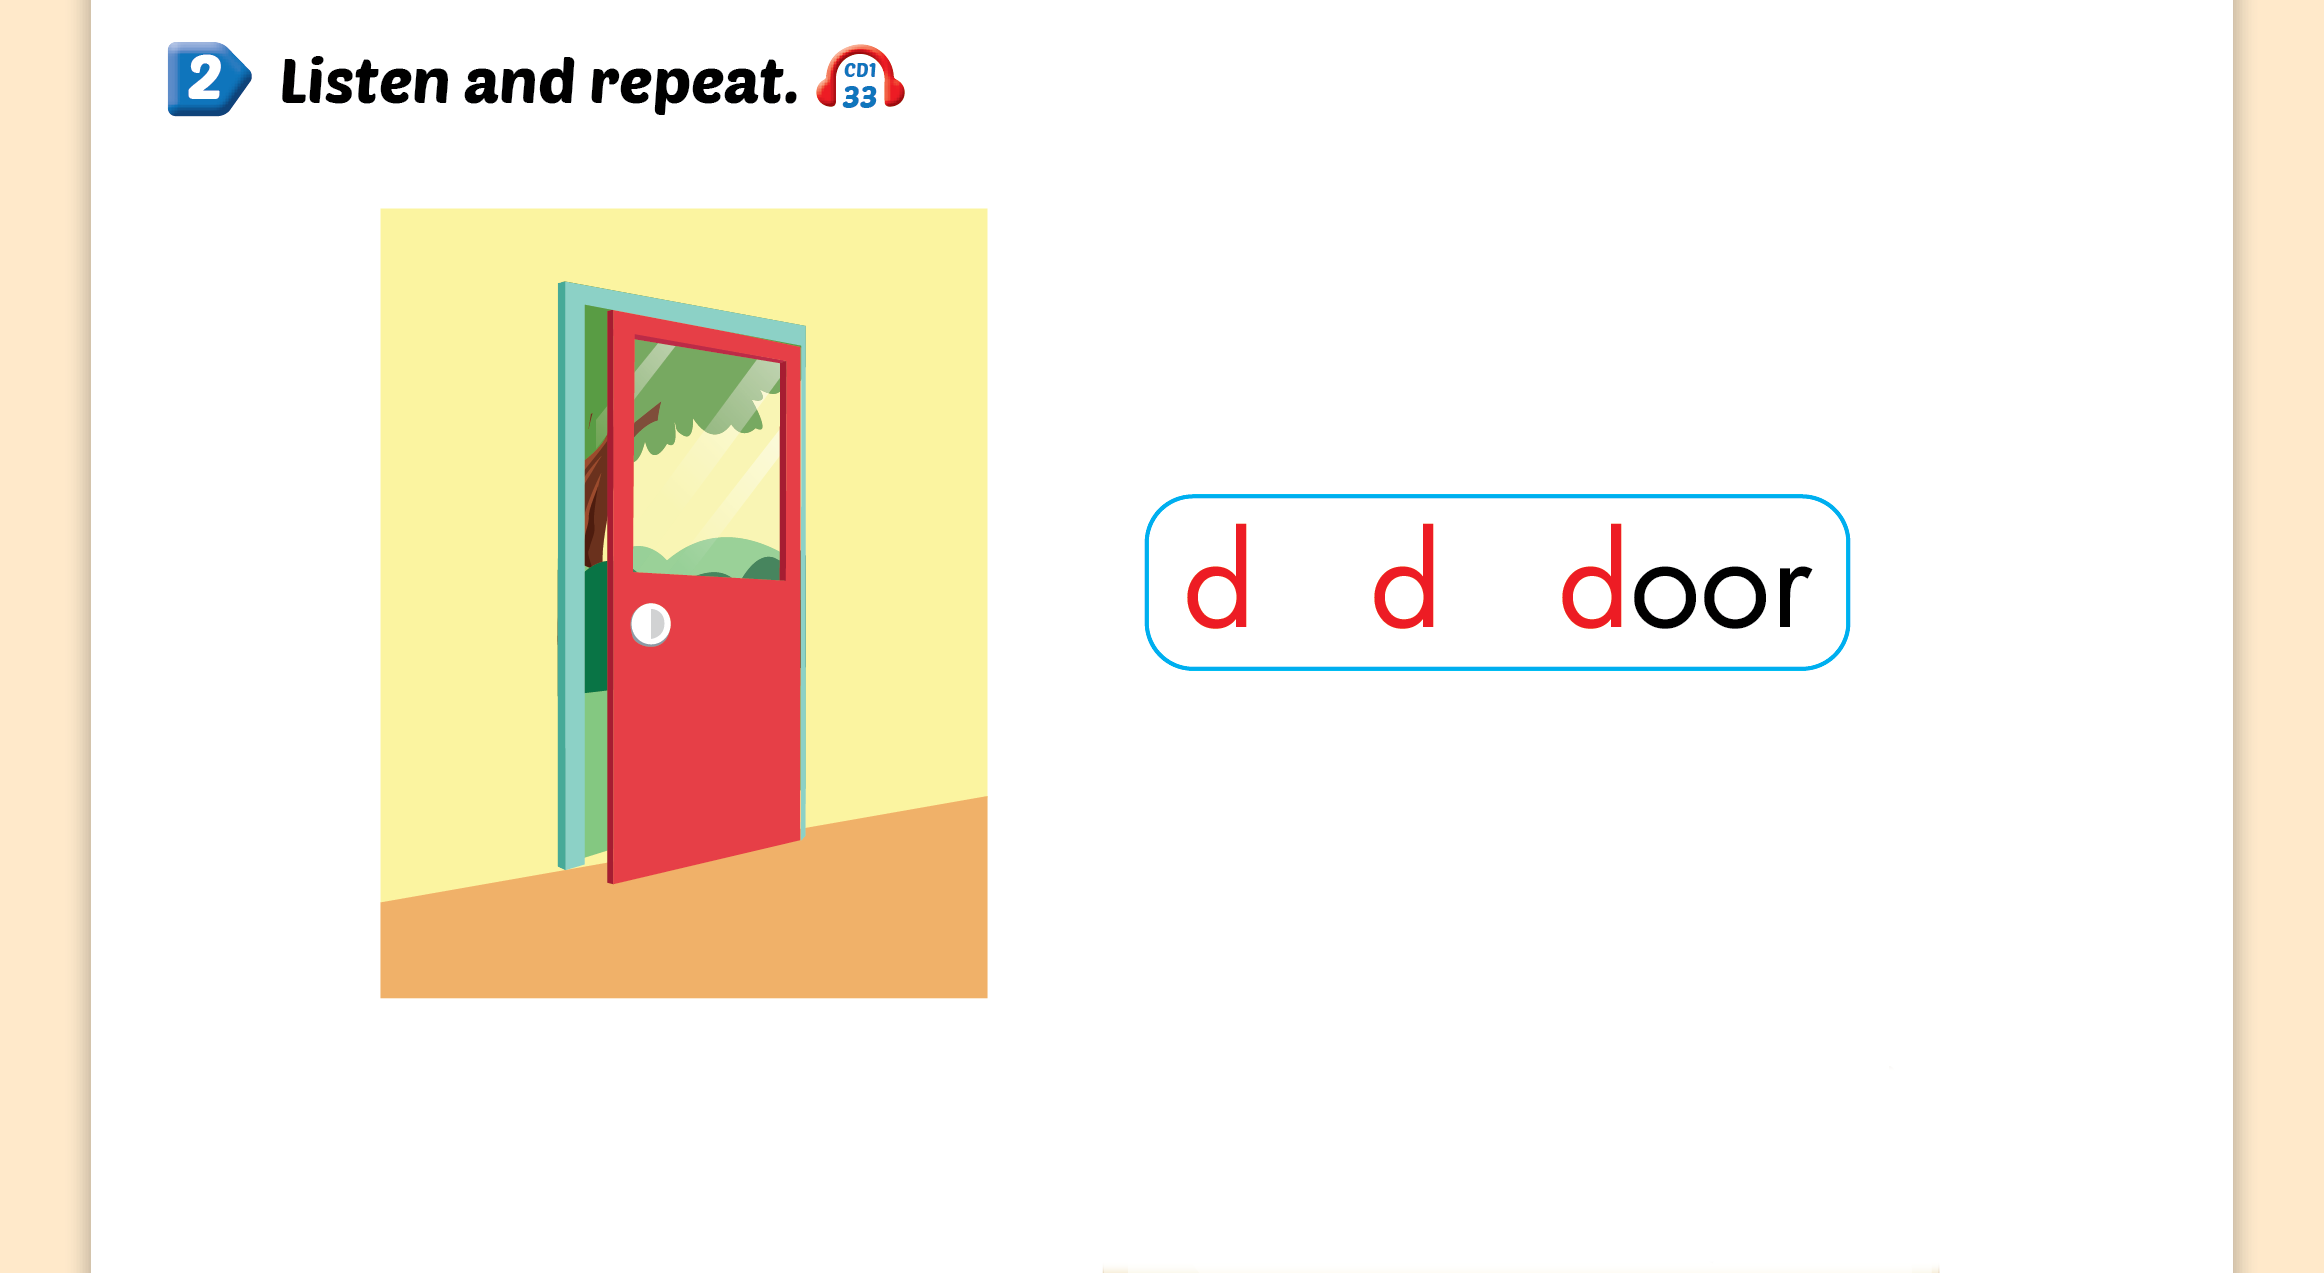 2 Listen and repeat. CD1 33
d d door